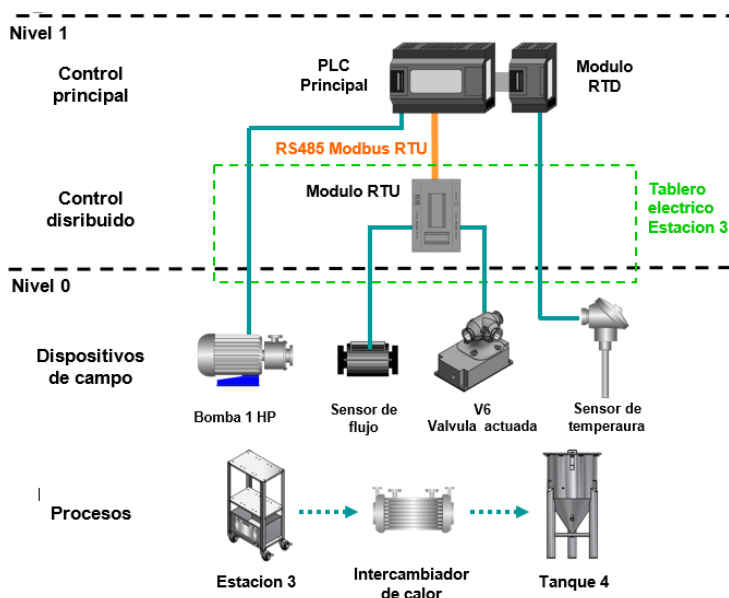 Nivel 1
Control
principal
PLC
Principal
Modulo
RTD
RS485 Modbus RTU
Control
disribuido
Modulo RTU
Tablero
electrico
Estacion 3
Nivel 0
Dispositivos
de campo
Bomba 1 HP
Sensor de
flujo
V6
Valvula actuada
Sensor de
temperaura
Procesos
Estacion 3
Intercambiador
de calor
Tanque 4